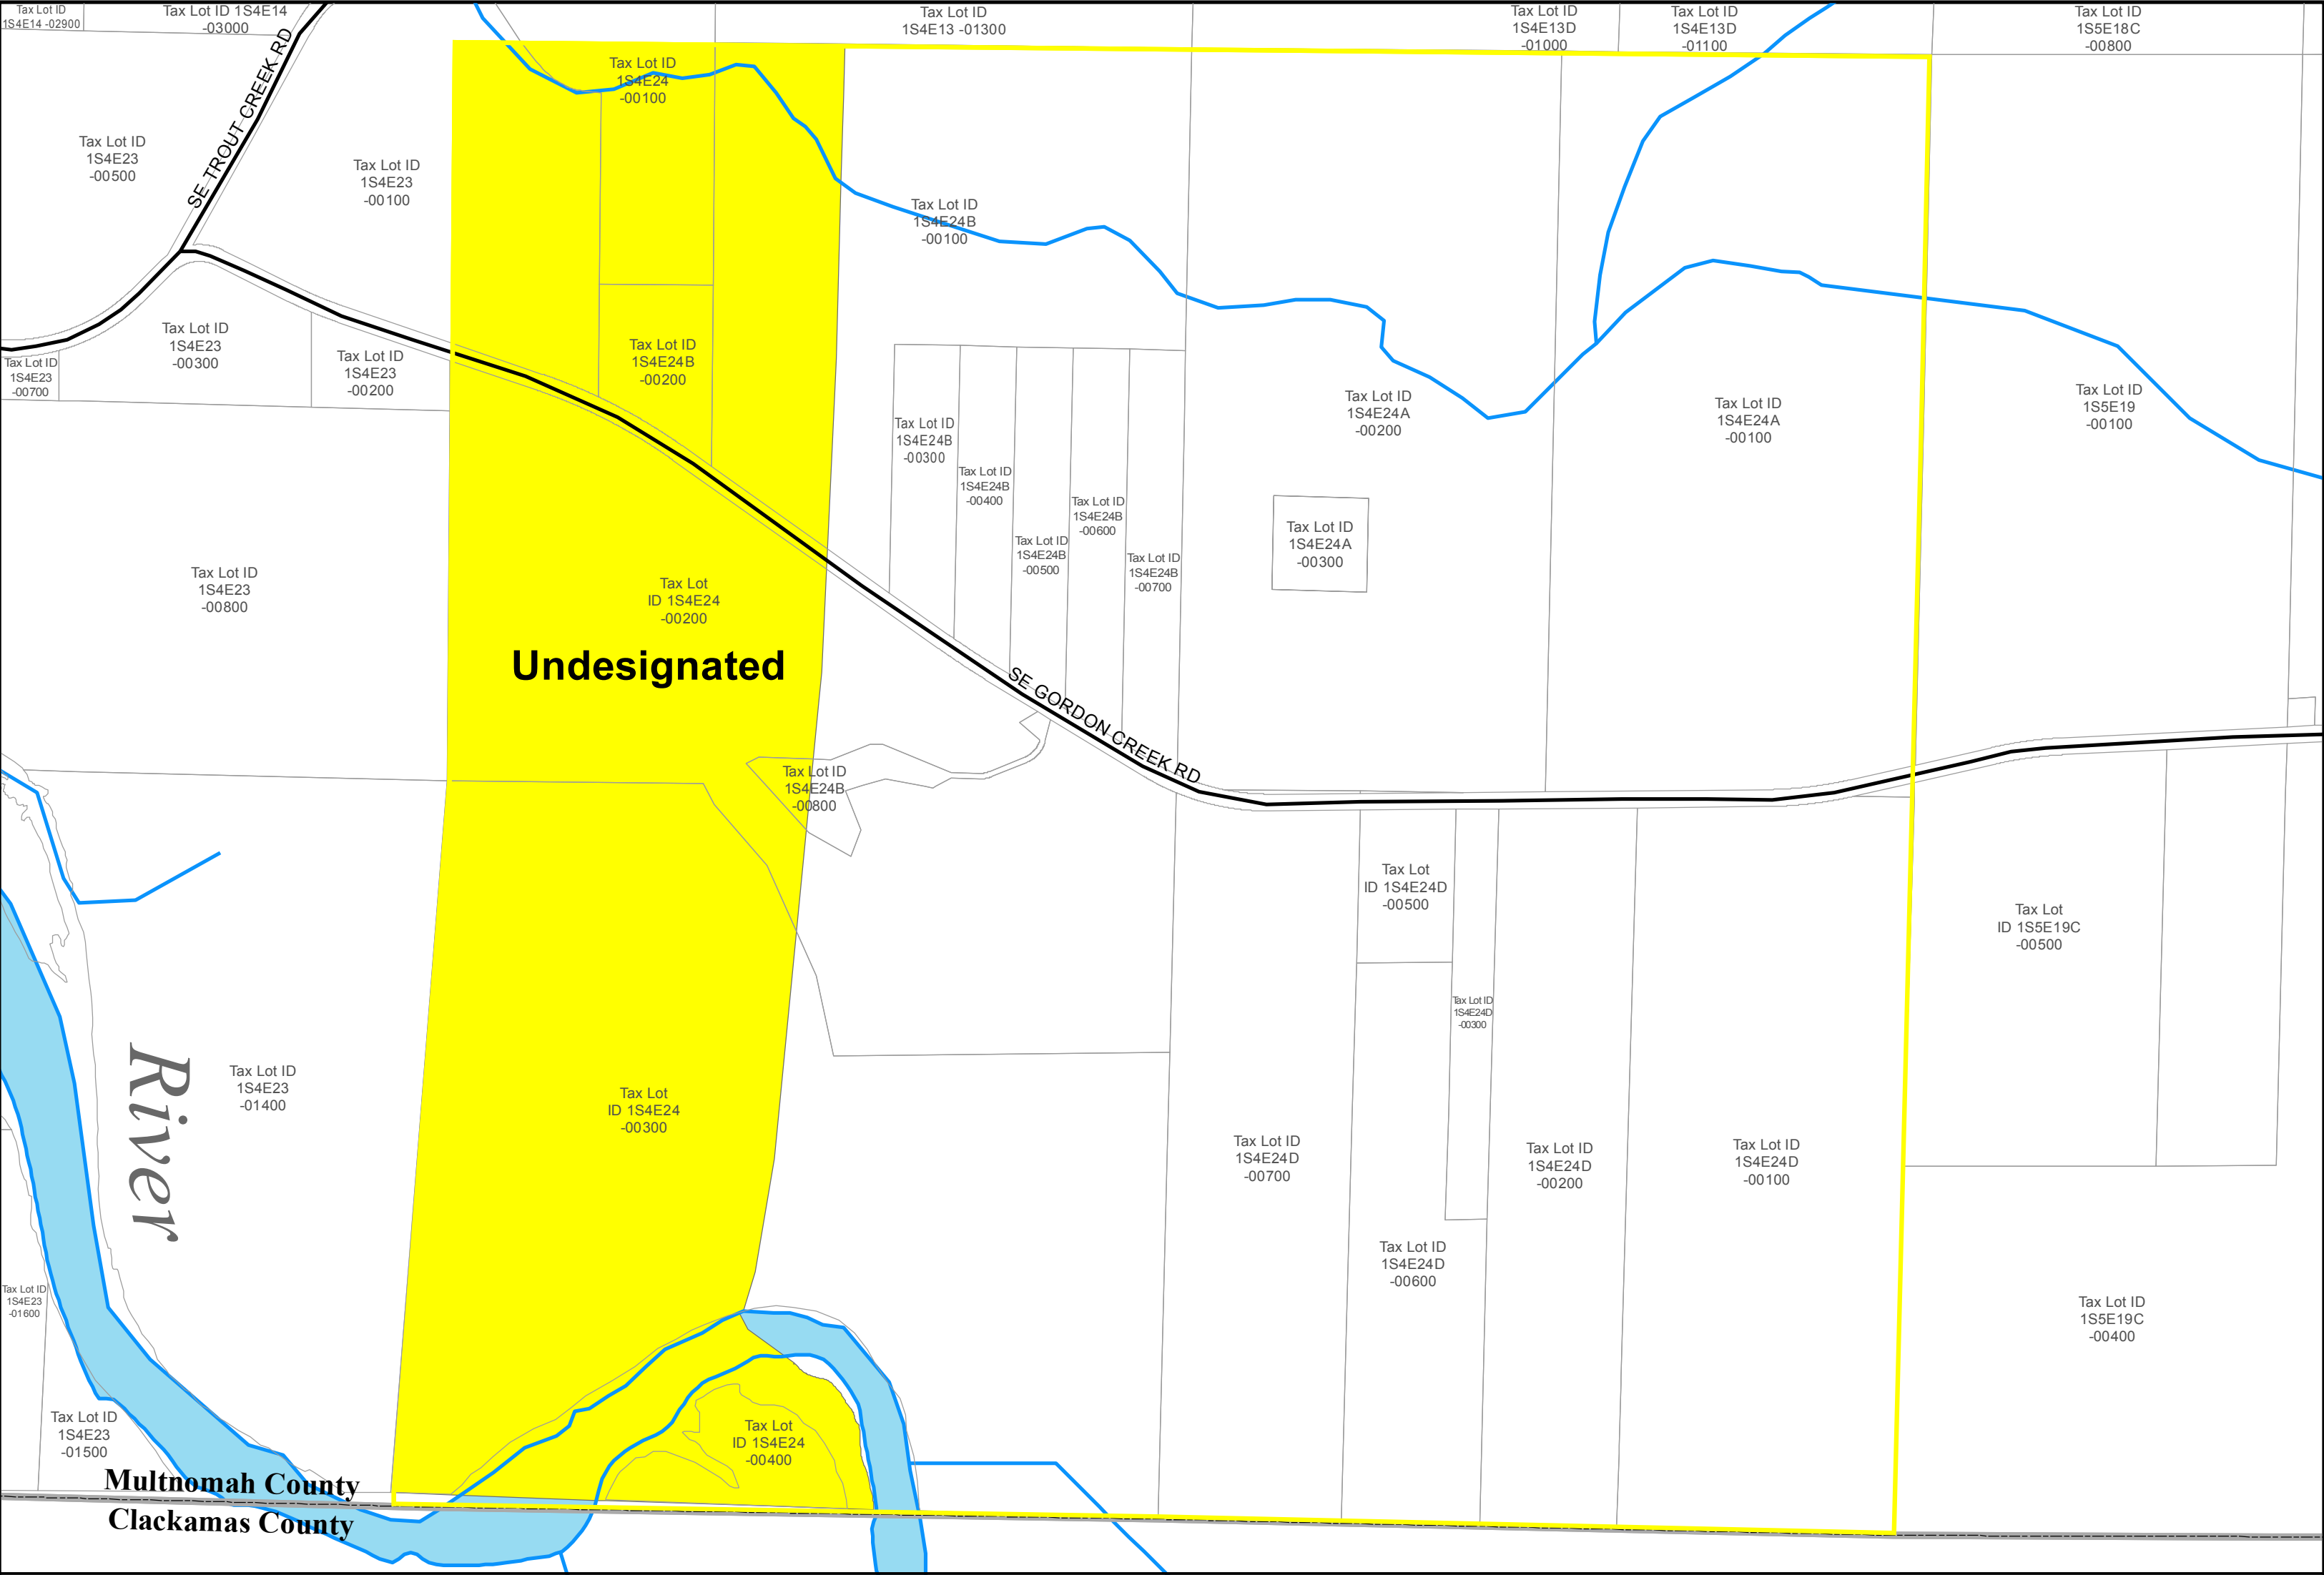 Tax Lot ID
1S4E14 -02900
Tax Lot ID 1S4E14
-03000
Tax Lot ID
1S4E13 -01300
Tax Lot ID
1S4E13D
-01000
Tax Lot ID
1S4E13D
-01100
Tax Lot ID
1S5E18C
-00800
SE TROUT CREEK RD
Tax Lot ID
1S4E24
-00100
Tax Lot ID
1S4E23
-00500
Tax Lot ID
1S4E23
-00100
Tax Lot ID
1S4E24B
-00100
Tax Lot ID
1S4E23
-00300
Tax Lot ID
1S4E23
-00700
Tax Lot ID
1S4E23
-00200
Tax Lot ID
1S4E24B
-00200
Tax Lot ID
1S4E24A
-00200
Tax Lot ID
1S4E24A
-00100
Tax Lot ID
1S5E19
-00100
Tax Lot ID
1S4E24B
-00300
Tax Lot ID
1S4E24B
-00400
Tax Lot ID
1S4E24B
-00600
Tax Lot ID
1S4E24B
-00500
Tax Lot ID
1S4E24B
-00700
Tax Lot ID
1S4E24A
-00300
Tax Lot ID
1S4E23
-00800
Tax Lot
ID 1S4E24
-00200
Undesignated
SE GORDON CREEK RD
Tax Lot ID
1S4E24B
-00800
Tax Lot
ID 1S4E24D
-00500
Tax Lot
ID 1S5E19C
-00500
Tax Lot ID
1S4E24D
-00300
River
Tax Lot ID
1S4E23
-01400
Tax Lot
ID 1S4E24
-00300
Tax Lot ID
1S4E24D
-00700
Tax Lot ID
1S4E24D
-00200
Tax Lot ID
1S4E24D
-00100
Tax Lot ID
1S4E24D
-00600
Tax Lot ID
1S4E23
-01600
Tax Lot ID
1S5E19C
-00400
Tax Lot ID
1S4E23
-01500
Tax Lot
ID 1S4E24
-00400
Multnomah County
Clackamas County